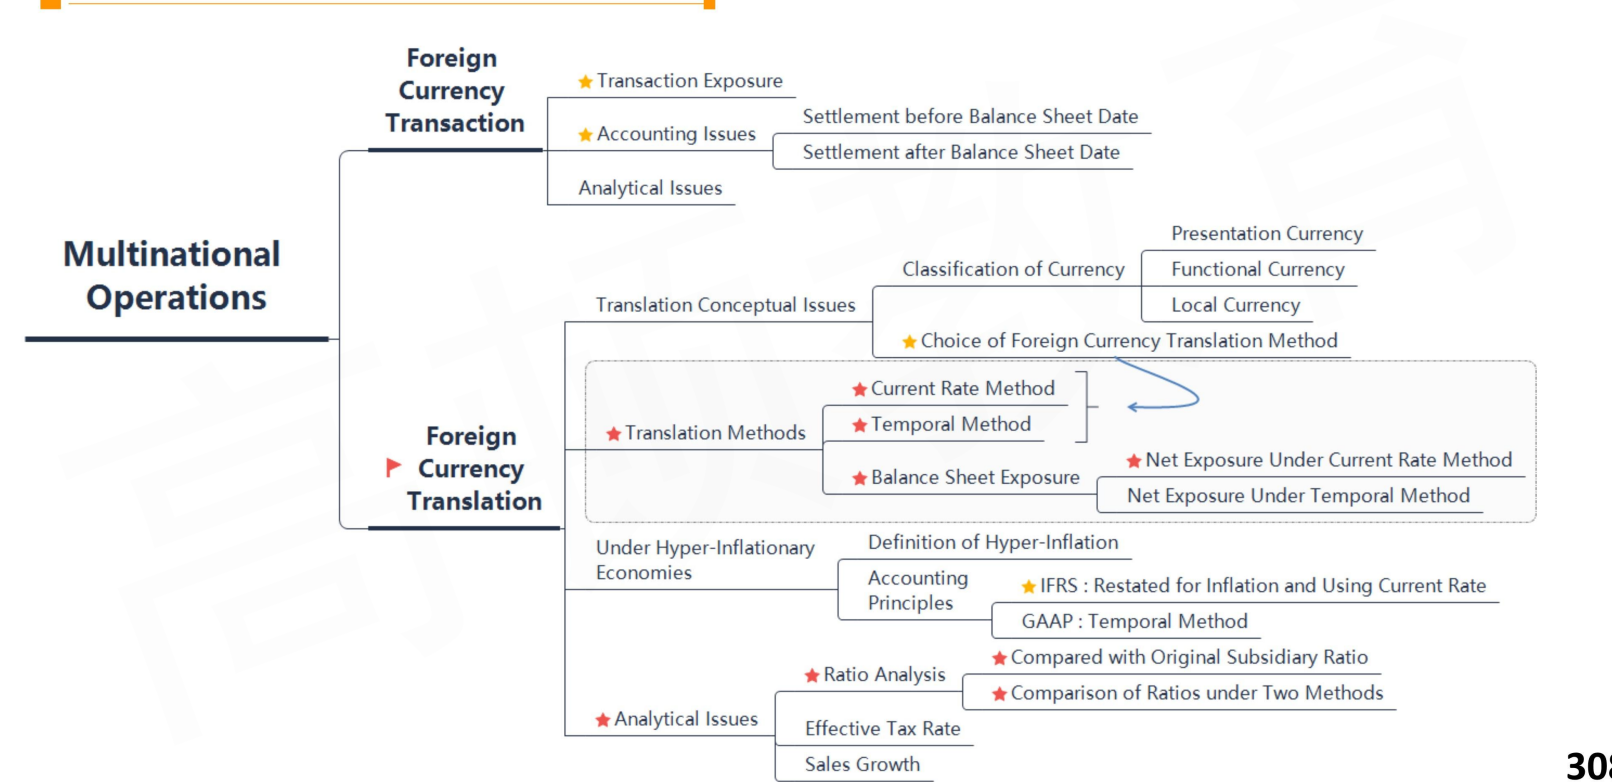 Multinational
Operations
Foreign
Currency
Transaction
Transaction Exposure
Accounting Issues
Settlement before Balance Sheet Date
Settlement after Balance Sheet Date
Analytical Issues
Foreign
Currency
Translation
Translation Conceptual Issues
Classification of Currency
Presentation Currency
Functional Currency
Local Currency
Choice of Foreign Currency Translation Method
Translation Methods
Current Rate Method
Temporal Method
Balance Sheet Exposure
Net Exposure Under Current Rate Method
Net Exposure Under Temporal Method
Under Hyper-Inflationary
Economies
Definition of Hyper-Inflation
Accounting
Principles
IFRS : Restated for Inflation and Using Current Rate
GAAP : Temporal Method
Analytical Issues
Ratio Analysis
Compared with Original Subsidiary Ratio
Comparison of Ratios under Two Methods
Effective Tax Rate
Sales Growth
308
高顿教育